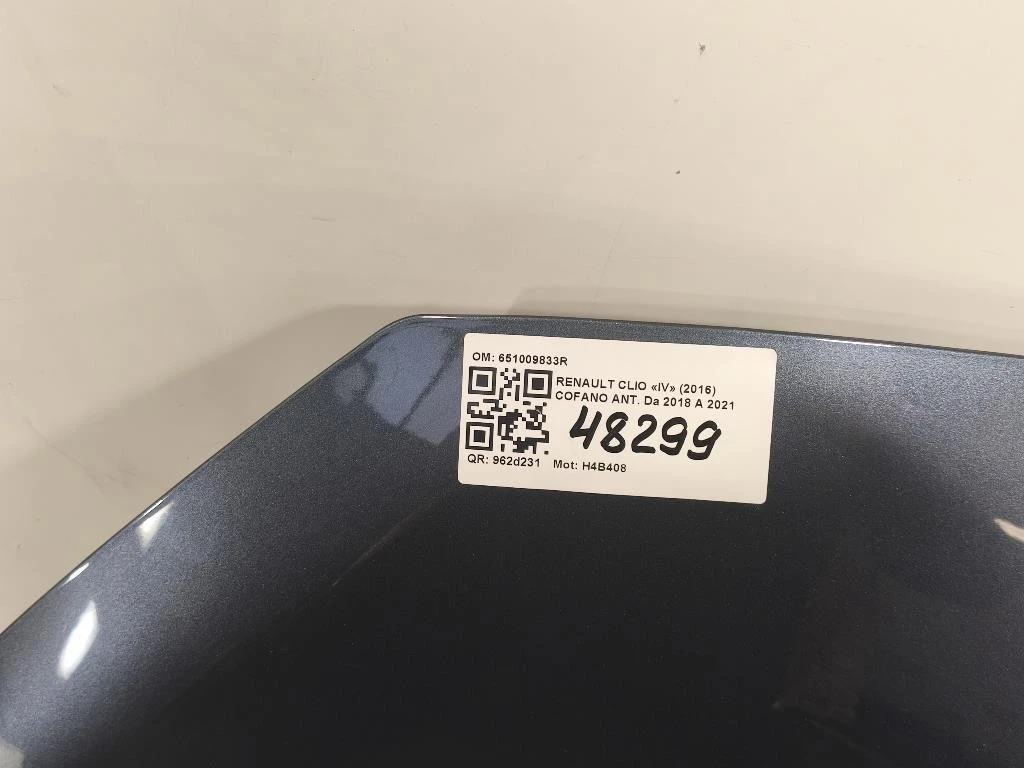 OM: 651009833R
RENAULT CLIO «IV» (2016)
COFANO ANT. Da 2018 A 2021
48299
QR: 962d231 Mot: H4B408